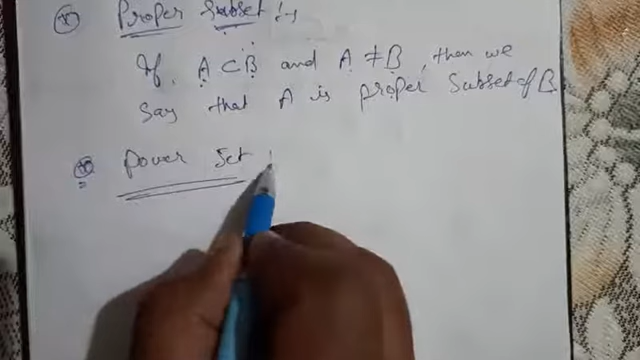 Proper Subset :-
If, A ⊂ B and A ≠ B, then we
say that A is proper Subset of B
Power Set